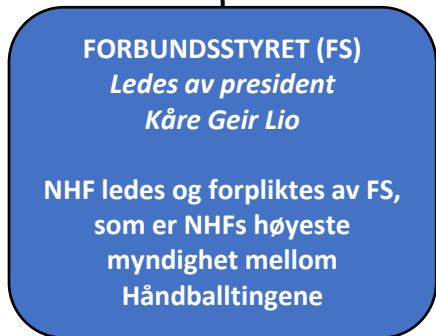 FORBUNDSSTYRET (FS)
Ledes av president
Kåre Geir Lio
NHF ledes og forpliktes av FS,
som er NHFs høyeste
myndighet mellom
Håndballtingene